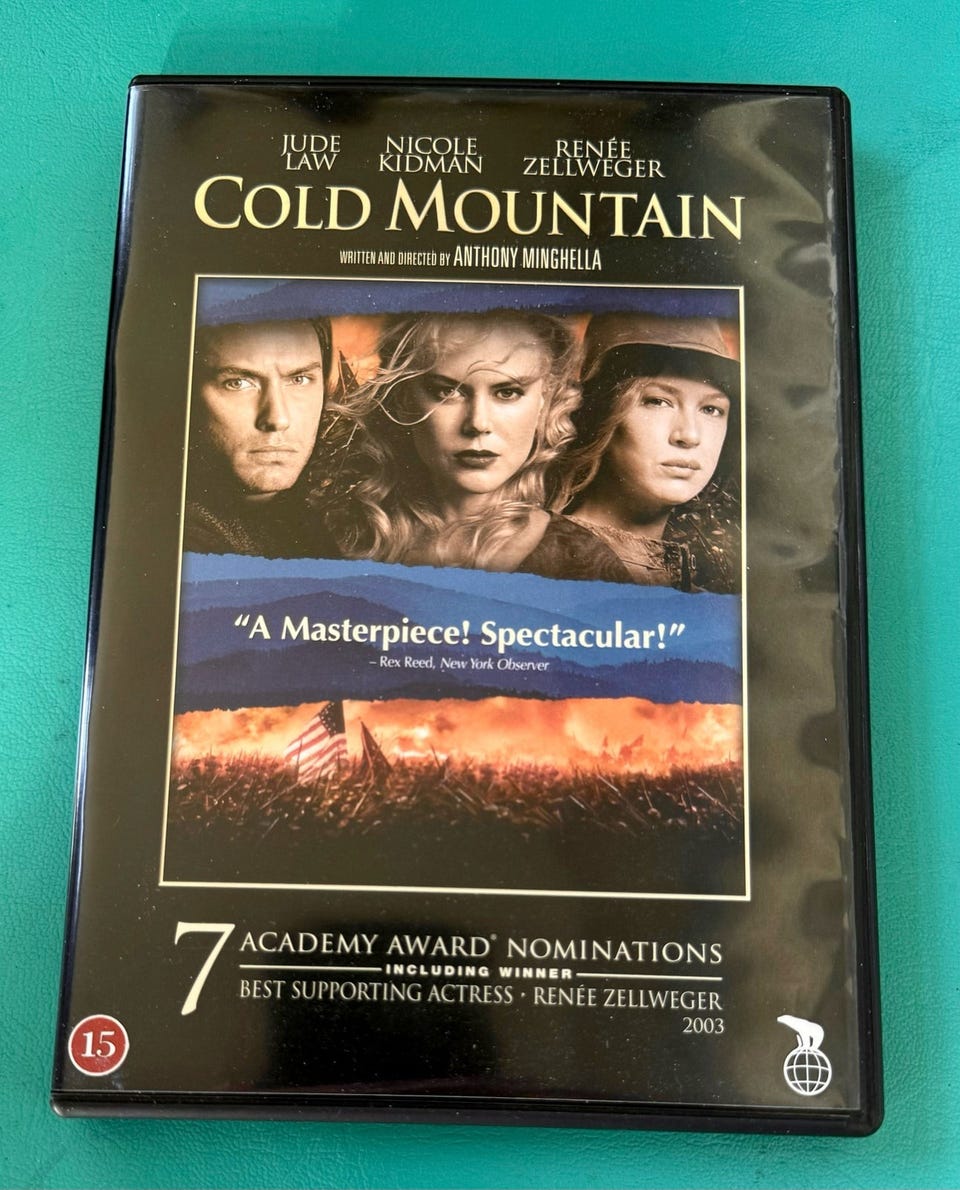 JUDE LAW
NICOLE KIDMAN
RENÉE ZELLWEGER
COLD MOUNTAIN
WRITTEN AND DIRECTED BY ANTHONY MINGHELLA
“A Masterpiece! Spectacular!”
– Rex Reed, New York Observer
7 ACADEMY AWARD® NOMINATIONS
INCLUDING WINNER
BEST SUPPORTING ACTRESS · RENÉE ZELLWEGER
2003
15